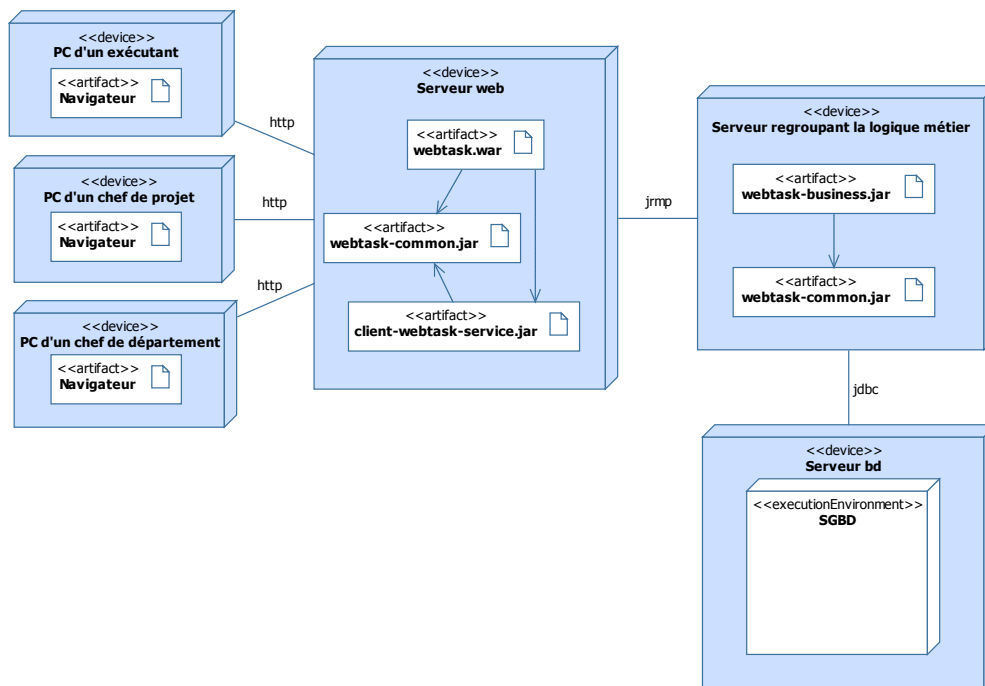 <<device>>
PC d'un exécutant
<<artifact>>
Navigateur
http
<<device>>
PC d'un chef de projet
<<artifact>>
Navigateur
http
<<device>>
PC d'un chef de département
<<artifact>>
Navigateur
http
<<device>>
Serveur web
<<artifact>>
webtask.war
<<artifact>>
webtask-common.jar
<<artifact>>
client-webtask-service.jar
jrmp
<<device>>
Serveur regroupant la logique métier
<<artifact>>
webtask-business.jar
<<artifact>>
webtask-common.jar
jdbc
<<device>>
Serveur bd
<<executionEnvironment>>
SGBD